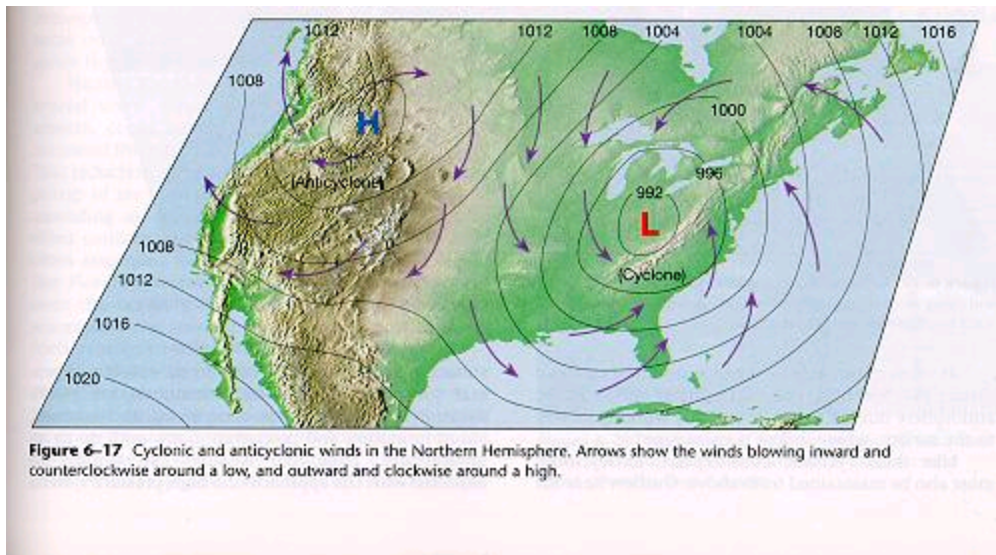 1012 1012 1008 1004 1004 1008 1012 1016
1008
1000
H
996
(Anticyclone)
992
L
1008
(Cyclone)
1012
1016
1020
Figure 6–17 Cyclonic and anticyclonic winds in the Northern Hemisphere. Arrows show the winds blowing inward and
counterclockwise around a low, and outward and clockwise around a high.